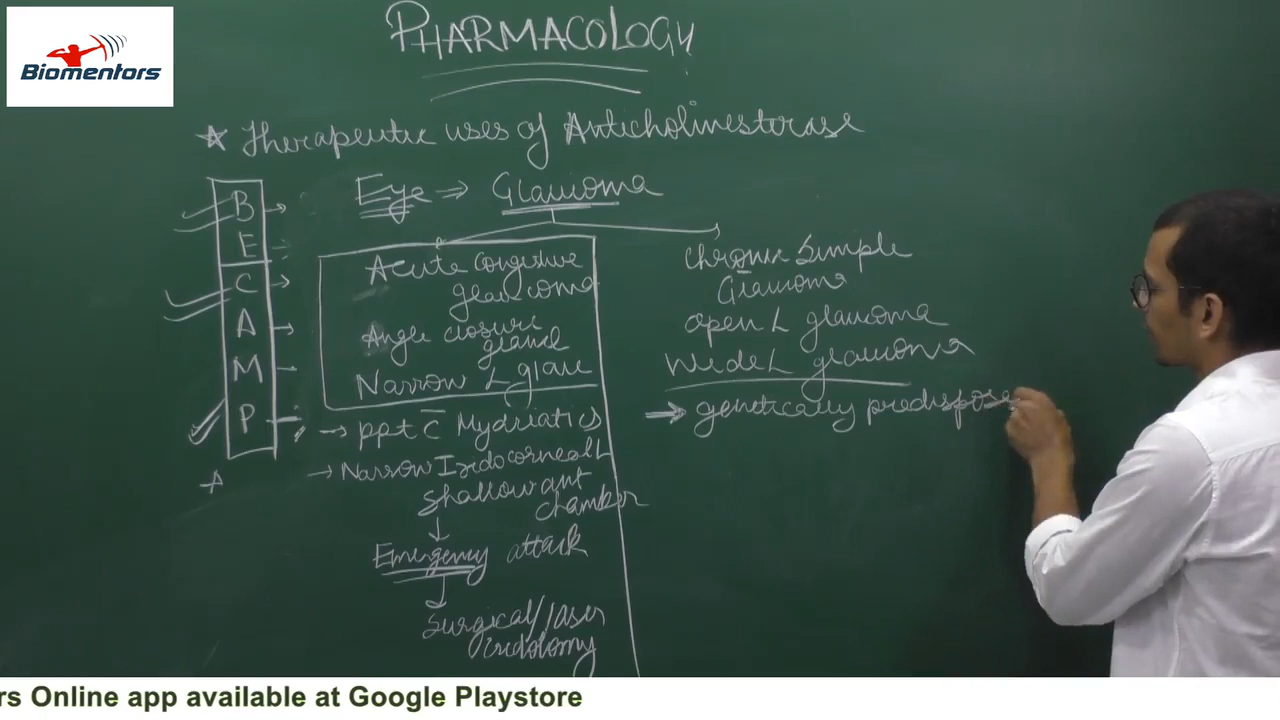 Biomentors
PHARMACOLOGY
★ Therapeutic uses of Anticholinesterase
Eye ⇒ Glaucoma
B →
E
C →
A →
M →
P →
Acute Congestive
glaucoma
Angle closure
Narrow L glau
→ ppt c̄ Mydriatics
→ Narrow Iridocorneal L
Shallow ant
chamber
↓
Emergency attack
↓
Surgical/laser
iridotomy
Chronic Simple
Glaucoma
open L glaucoma
Wide L glaucoma
→ genetically predispose
rs Online app available at Google Playstore